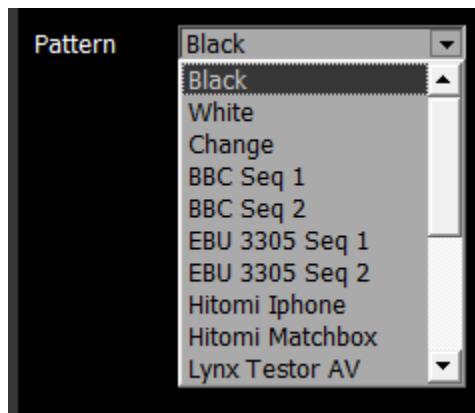 Pattern Black
Black
White
Change
BBC Seq 1
BBC Seq 2
EBU 3305 Seq 1
EBU 3305 Seq 2
Hitomi Iphone
Hitomi Matchbox
Lynx Testor AV